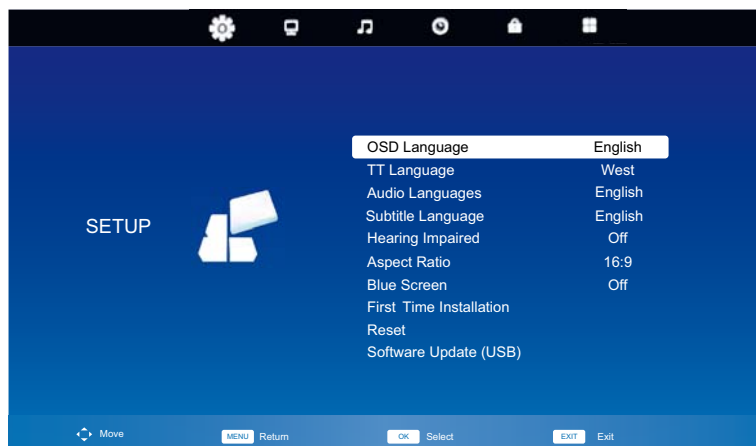 OSD Language English
TT Language West
Audio Languages English
SETUP
Subtitle Language English
Hearing Impaired Off
Aspect Ratio 16:9
Blue Screen Off
First Time Installation
Reset
Software Update (USB)
Move MENU Return OK Select EXIT Exit